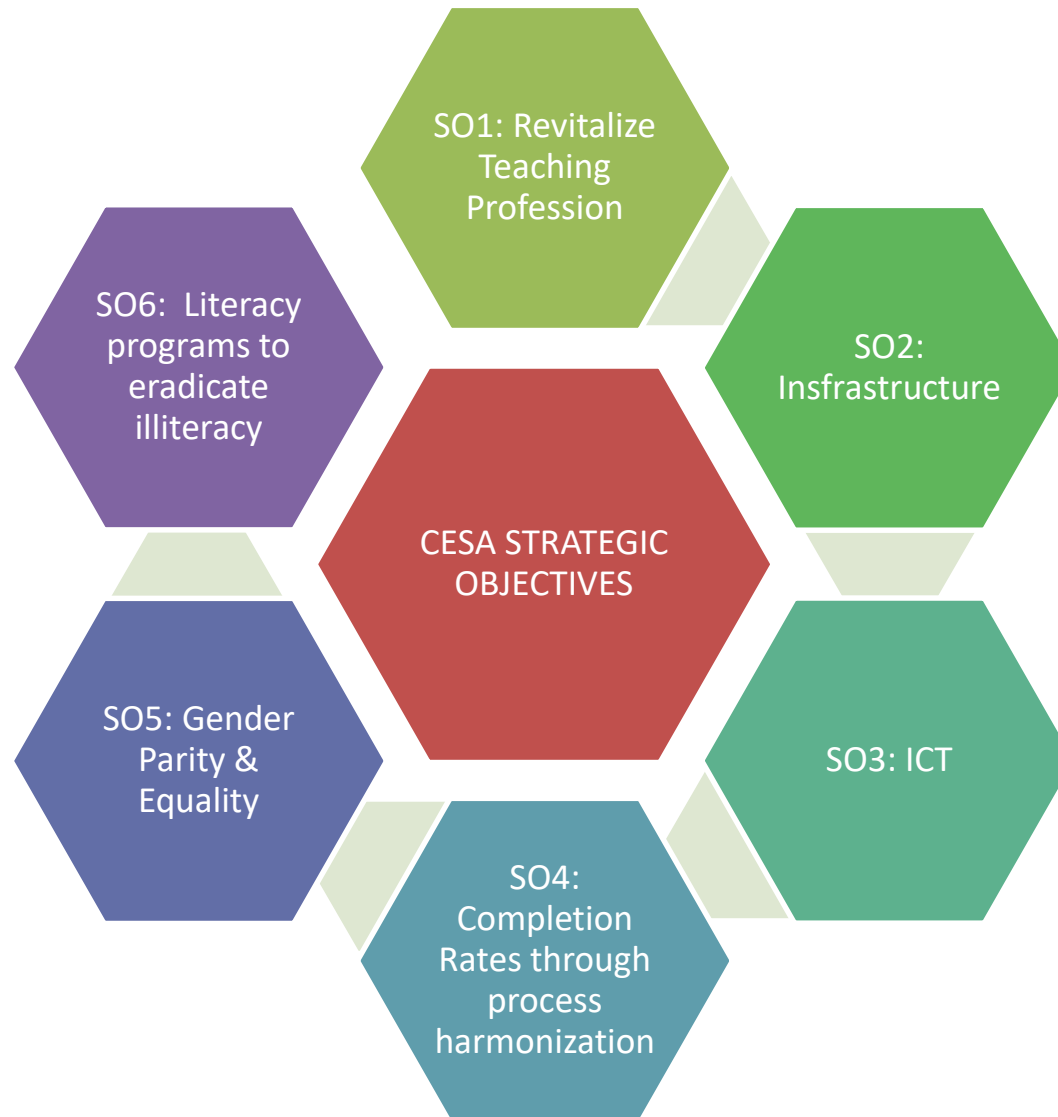 SO1: Revitalize
Teaching
Profession
SO2:
Insfrastructure
SO3: ICT
SO4:
Completion
Rates through
process
harmonization
SO5: Gender
Parity &
Equality
SO6:  Literacy
programs to
eradicate
illiteracy
CESA STRATEGIC
OBJECTIVES